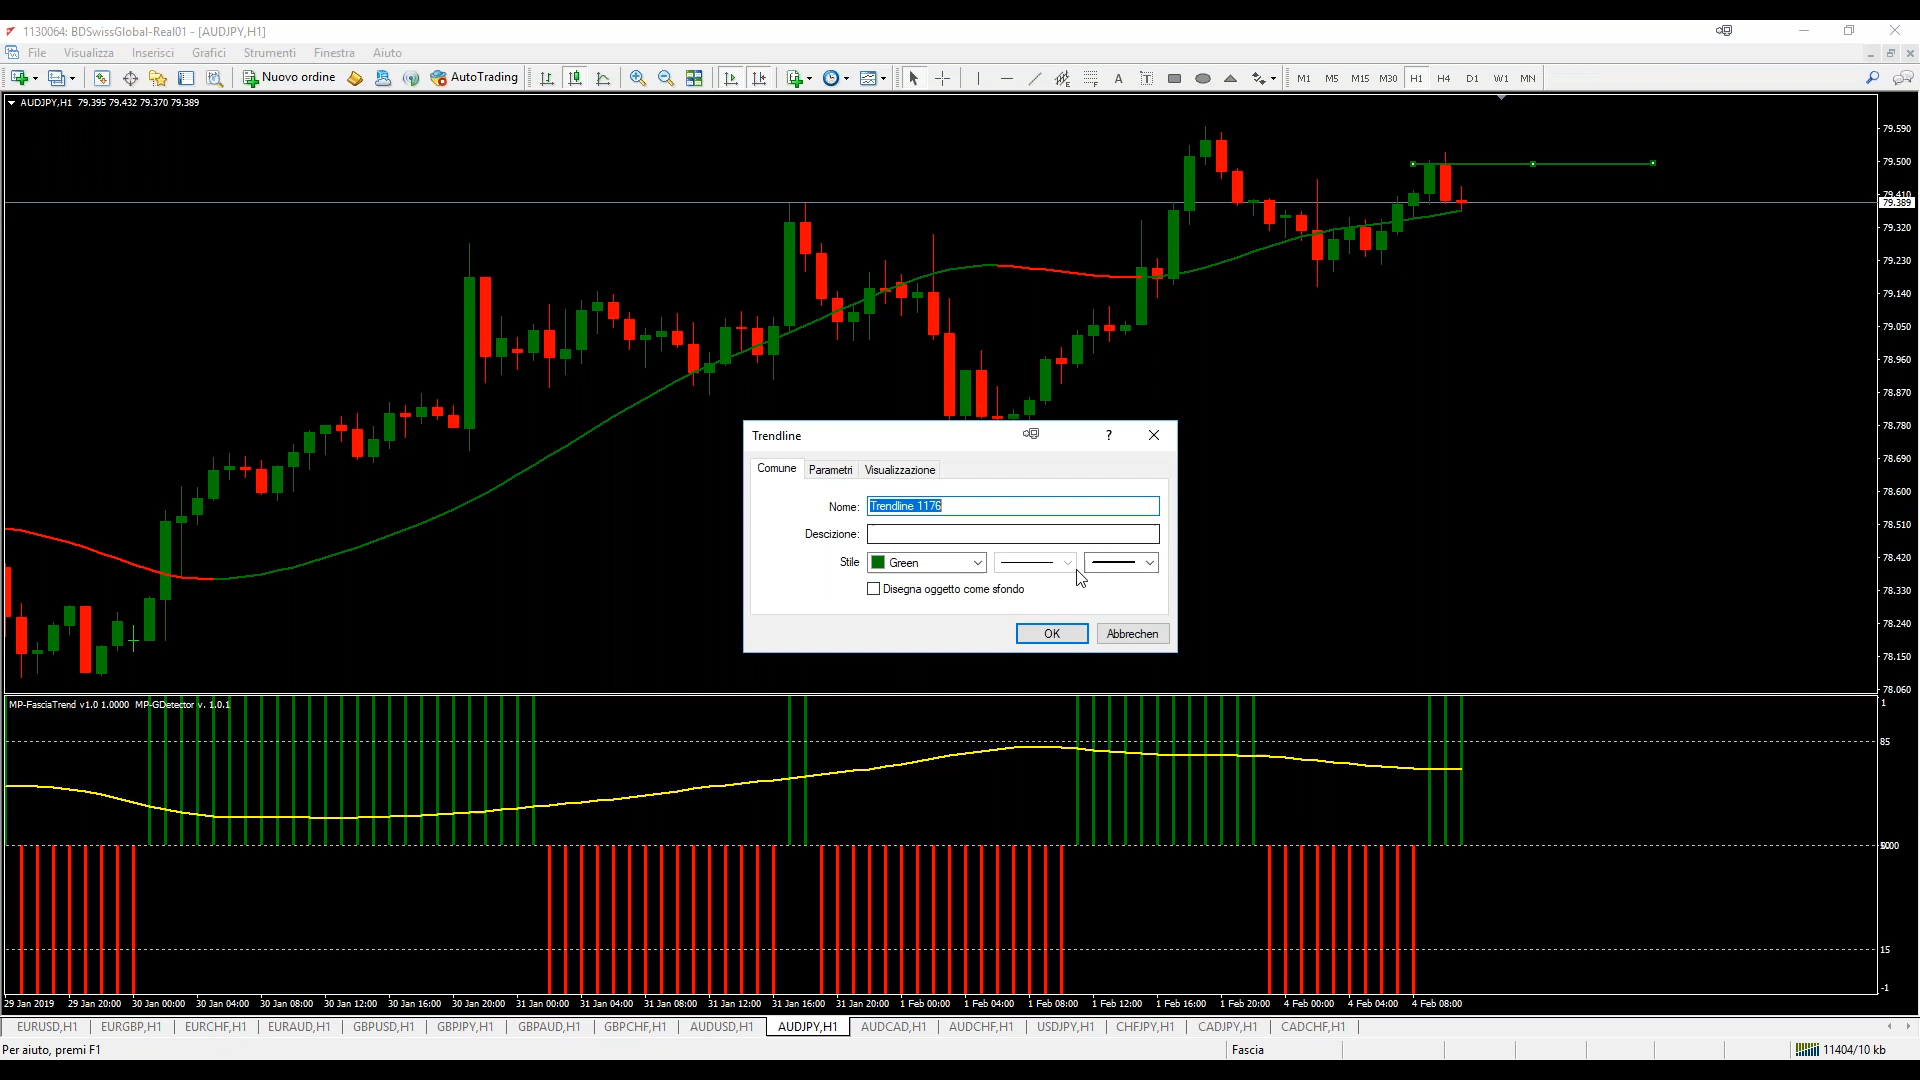 1130064: BDSwissGlobal-Real01 - [AUDJPY,H1]
File Visualizza Inserisci Grafici Strumenti Finestra Aiuto
Nuovo ordine AutoTrading A T M1 M5 M15 M30 H1 H4 D1 W1 MN
AUDJPY,H1 79.395 79.432 79.370 79.389
79.590
79.500
79.410
79.389
79.320
79.230
79.140
79.050
78.960
78.870
78.780
78.690
78.600
78.510
78.420
78.330
78.240
78.150
78.060
Trendline ?
Comune Parametri Visualizzazione
Nome: Trendline 1176
Descizione:
Stile Green
Disegna oggetto come sfondo
OK Abbrechen
MP-FasciaTrend v1.0 1.0000 MP-GDetector v. 1.0.1
1
85
15
-1
29 Jan 2019 29 Jan 20:00 30 Jan 00:00 30 Jan 04:00 30 Jan 08:00 30 Jan 12:00 30 Jan 16:00 30 Jan 20:00 31 Jan 00:00 31 Jan 04:00 31 Jan 08:00 31 Jan 12:00 31 Jan 16:00 31 Jan 20:00 1 Feb 00:00 1 Feb 04:00 1 Feb 08:00 1 Feb 12:00 1 Feb 16:00 1 Feb 20:00 4 Feb 00:00 4 Feb 04:00 4 Feb 08:00
EURUSD,H1 EURGBP,H1 EURCHF,H1 EURAUD,H1 GBPUSD,H1 GBPJPY,H1 GBPAUD,H1 GBPCHF,H1 AUDUSD,H1 AUDJPY,H1 AUDCAD,H1 AUDCHF,H1 USDJPY,H1 CHFJPY,H1 CADJPY,H1 CADCHF,H1
Per aiuto, premi F1 Fascia 11404/10 kb